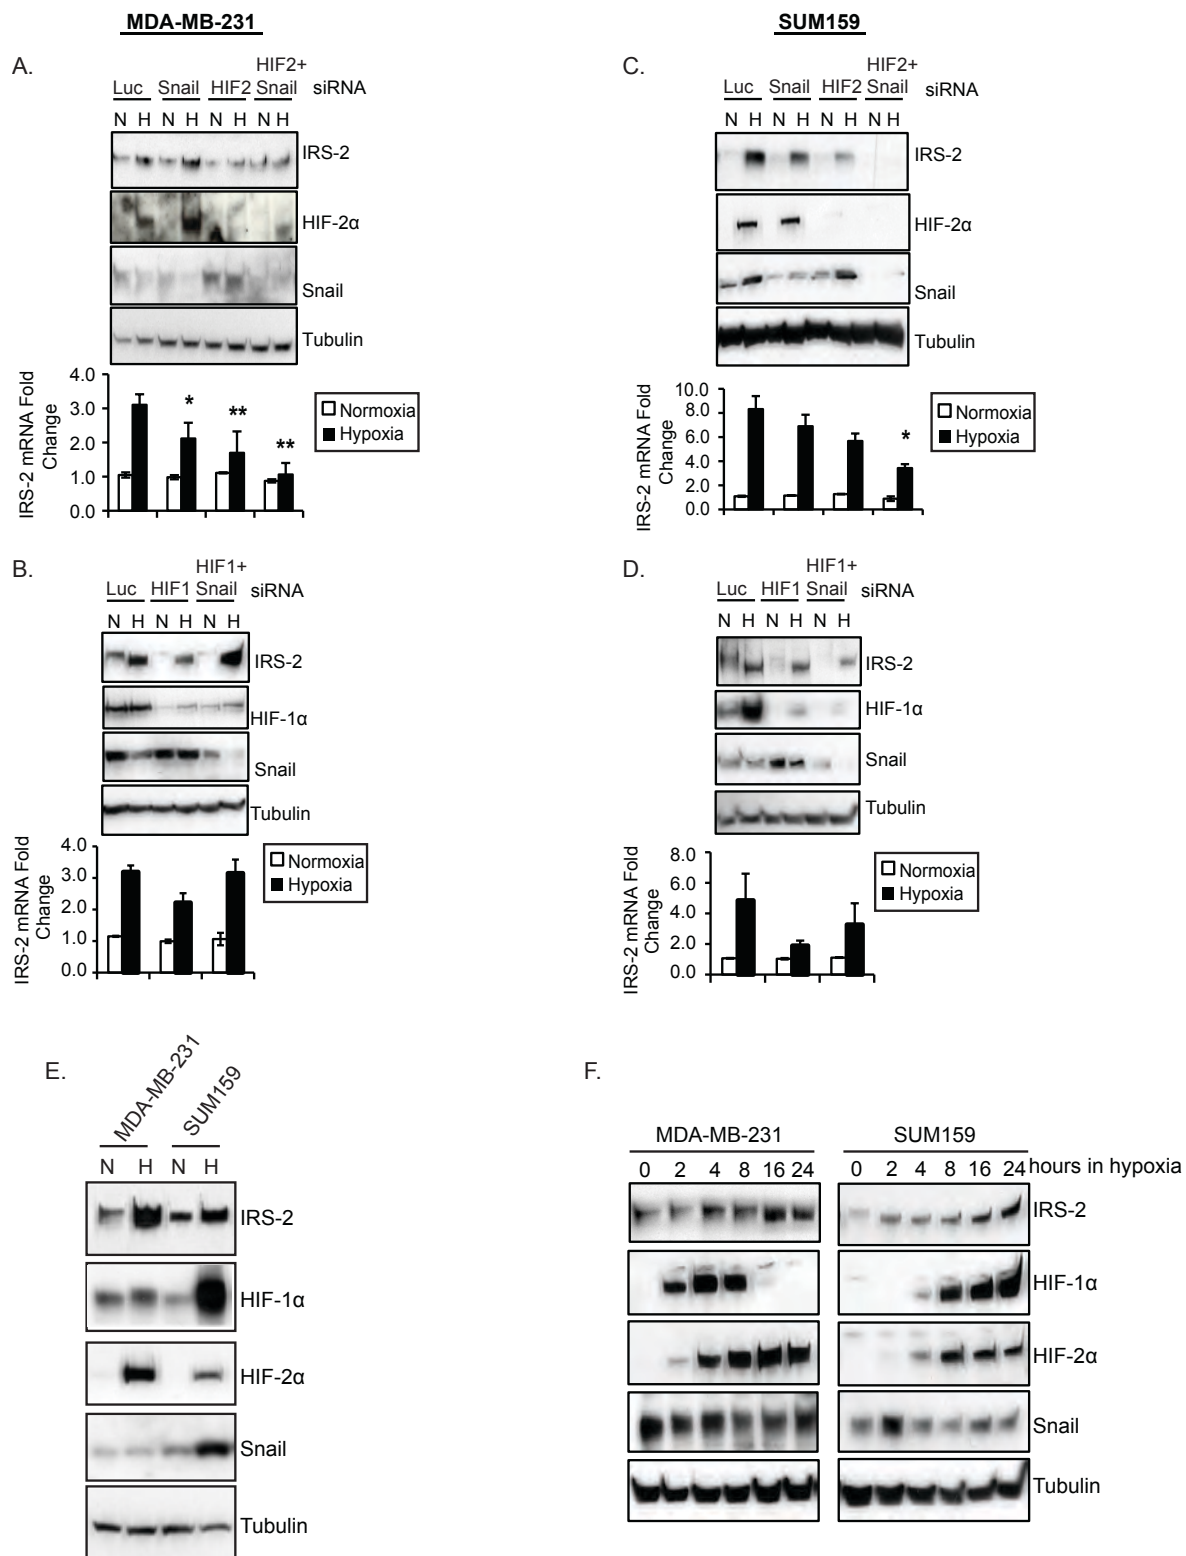 MDA-MB-231
SUM159
A.
HIF2+
Luc Snail HIF2 Snail siRNA
N H N H N H N H
IRS-2
HIF-2α
Snail
Tubulin
4.0
3.0
2.0
1.0
0.0
IRS-2 mRNA Fold
Change
* ** **
Normoxia
Hypoxia
C.
HIF2+
Luc Snail HIF2 Snail siRNA
N H N H N H N H
IRS-2
HIF-2α
Snail
Tubulin
10.0
8.0
6.0
4.0
2.0
0.0
IRS-2 mRNA Fold
Change
*
Normoxia
Hypoxia
B.
HIF1+
Luc HIF1 Snail siRNA
N H N H N H
IRS-2
HIF-1α
Snail
Tubulin
4.0
3.0
2.0
1.0
0.0
IRS-2 mRNA Fold
Change
Normoxia
Hypoxia
D.
HIF1+
Luc HIF1 Snail siRNA
N H N H N H
IRS-2
HIF-1α
Snail
Tubulin
8.0
6.0
4.0
2.0
0.0
IRS-2 mRNA Fold
Change
Normoxia
Hypoxia
E.
MDA-MB-231
SUM159
N H N H
IRS-2
HIF-1α
HIF-2α
Snail
Tubulin
F.
MDA-MB-231 SUM159
0 2 4 8 16 24 0 2 4 8 16 24 hours in hypoxia
IRS-2
HIF-1α
HIF-2α
Snail
Tubulin